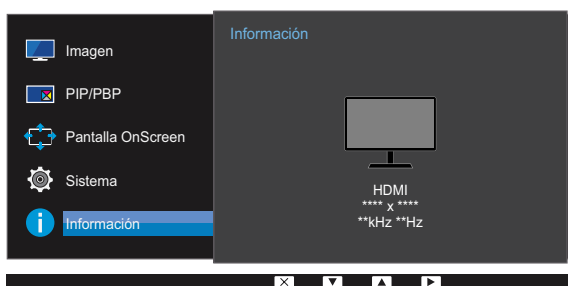 Imagen
PIP/PBP
Pantalla OnScreen
Sistema
Información
Información
HDMI
**** x ****
**kHz **Hz